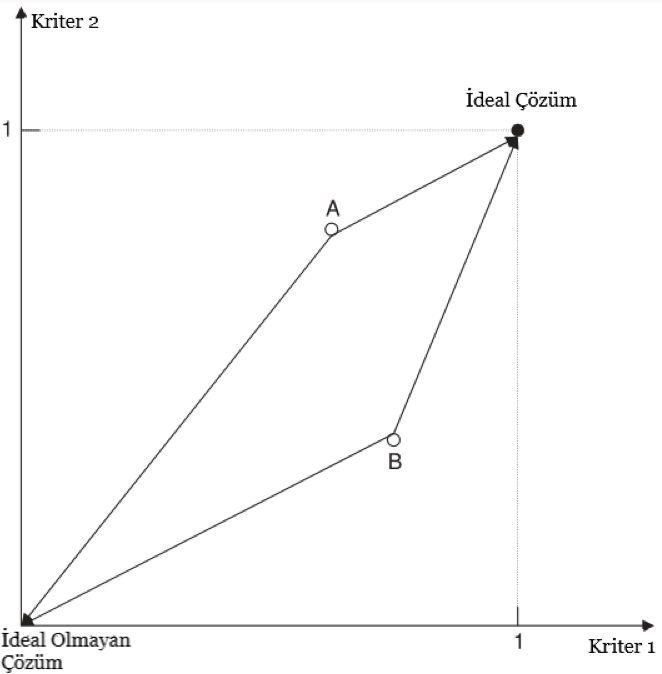 Kriter 2
İdeal Çözüm
1
A
B
İdeal Olmayan
Çözüm
1
Kriter 1